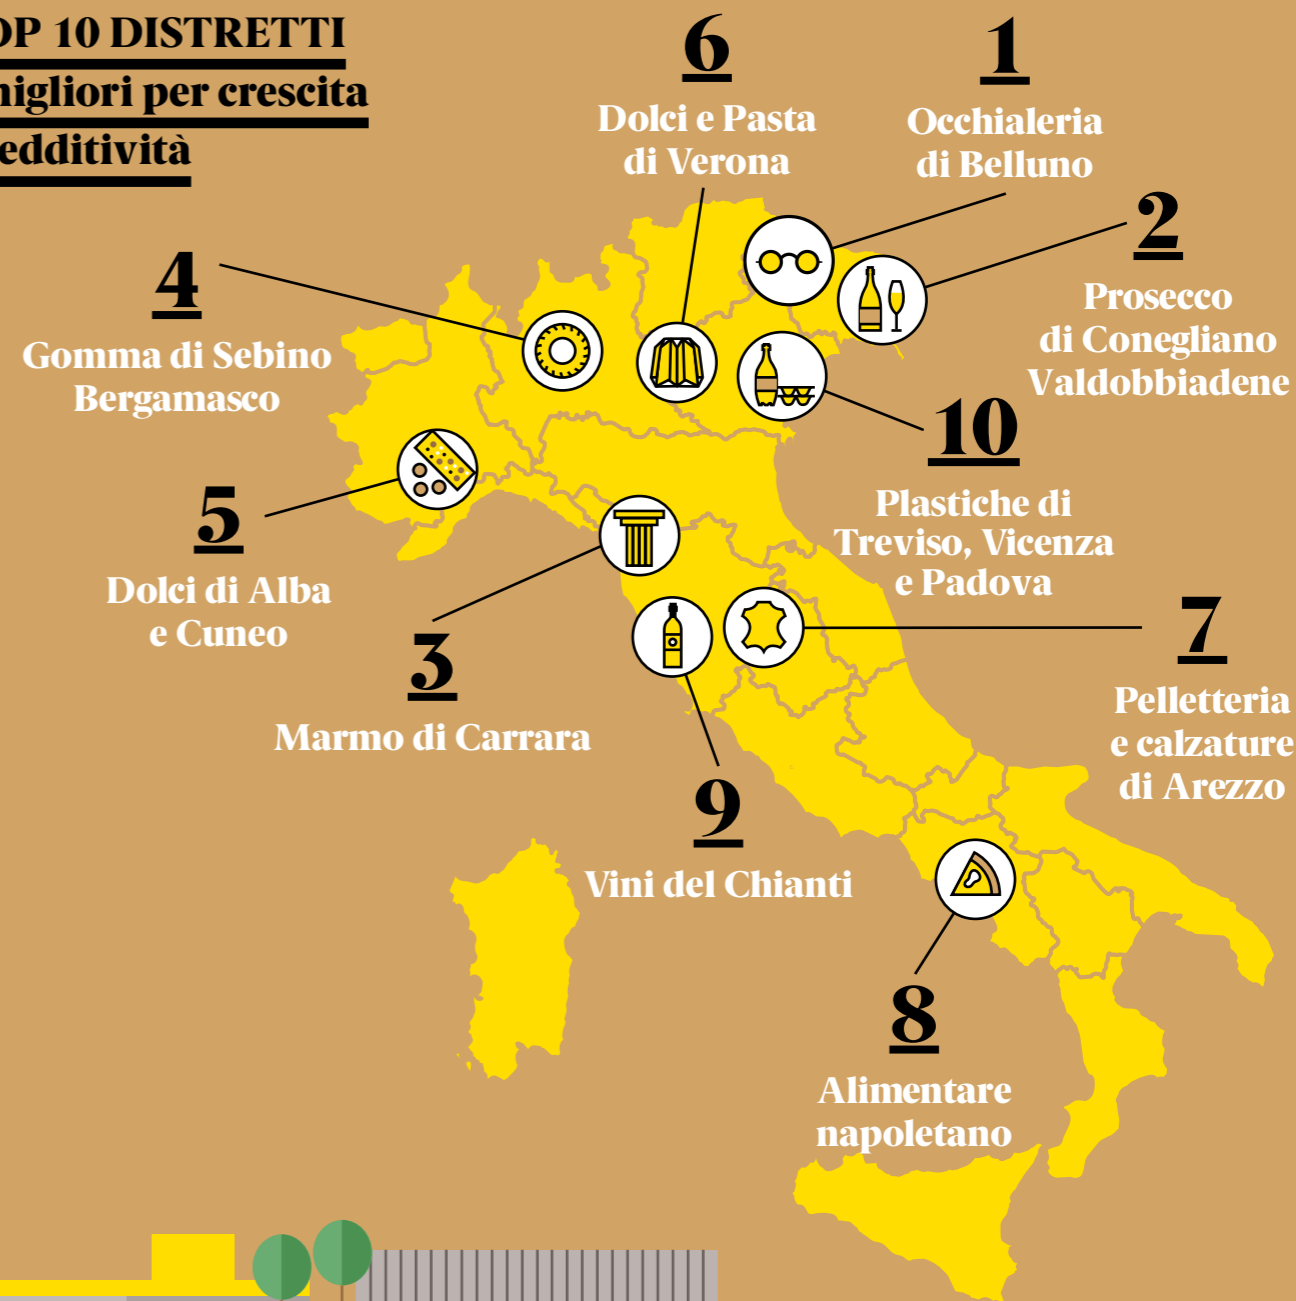 OP 10 DISTRETTI
migliori per crescita
edditività
6
Dolci e Pasta
di Verona
1
Occhialeria
di Belluno
2
Prosecco
di Conegliano
Valdobbiadene
4
Gomma di Sebino
Bergamasco
10
Plastiche di
Treviso, Vicenza
e Padova
5
Dolci di Alba
e Cuneo
3
Marmo di Carrara
7
Pelletteria
e calzature
di Arezzo
9
Vini del Chianti
8
Alimentare
napoletano